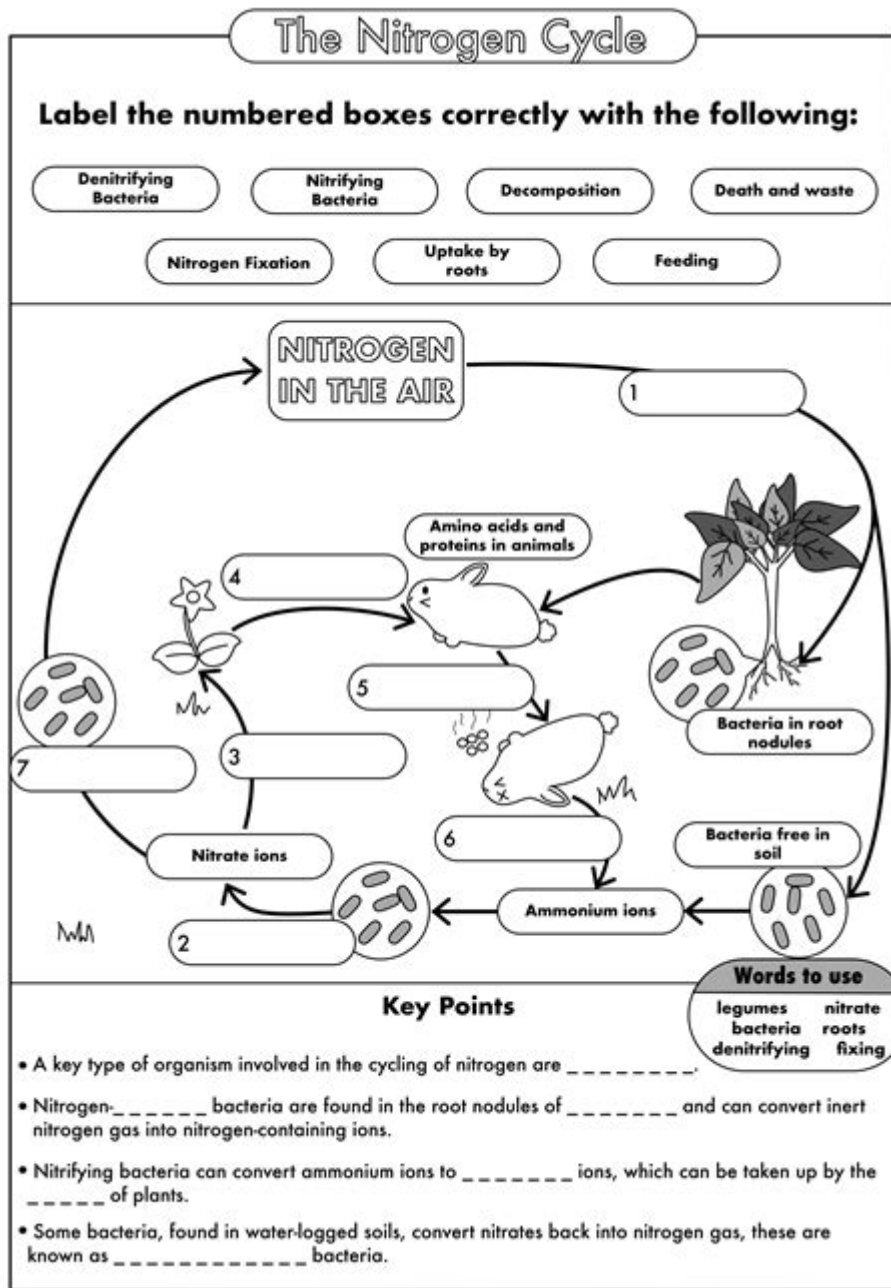 The Nitrogen Cycle
Label the numbered boxes correctly with the following:
Denitrifying
Bacteria
Nitrifying
Bacteria
Decomposition
Death and waste
Nitrogen Fixation
Uptake by
roots
Feeding
NITROGEN
IN THE AIR
1
Amino acids and
proteins in animals
4
5
Bacteria in root
nodules
3
7
6
Bacteria free in
soil
Nitrate ions
Ammonium ions
2
Words to use
legumes nitrate
bacteria roots
denitrifying fixing
Key Points
• A key type of organism involved in the cycling of nitrogen are _ _ _ _ _ _ _ _.
• Nitrogen-_ _ _ _ _ _ bacteria are found in the root nodules of _ _ _ _ _ _ _ and can convert inert
nitrogen gas into nitrogen-containing ions.
• Nitrifying bacteria can convert ammonium ions to _ _ _ _ _ _ _ ions, which can be taken up by the
_ _ _ _ _ of plants.
• Some bacteria, found in water-logged soils, convert nitrates back into nitrogen gas, these are
known as _ _ _ _ _ _ _ _ _ _ _ _ bacteria.